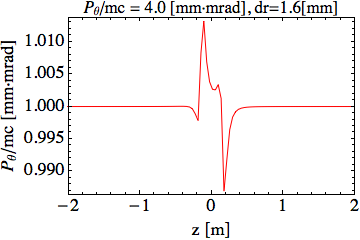 Pθ/mc = 4.0 [mm·mrad], dr=1.6[mm]
Pθ/mc [mm·mrad]
1.010
1.005
1.000
0.995
0.990
−2 −1 0 1 2
z [m]